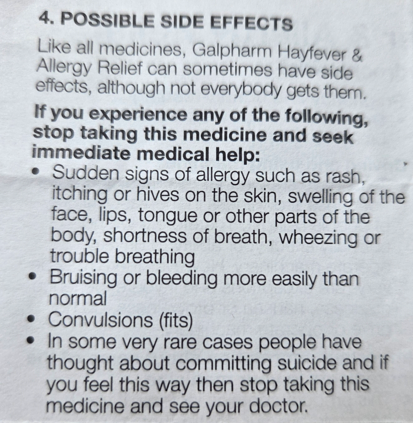 4. POSSIBLE SIDE EFFECTS
Like all medicines, Galpharm Hayfever &
Allergy Relief can sometimes have side
effects, although not everybody gets them.
If you experience any of the following,
stop taking this medicine and seek
immediate medical help:
• Sudden signs of allergy such as rash,
itching or hives on the skin, swelling of the
face, lips, tongue or other parts of the
body, shortness of breath, wheezing or
trouble breathing
• Bruising or bleeding more easily than
normal
• Convulsions (fits)
• In some very rare cases people have
thought about committing suicide and if
you feel this way then stop taking this
medicine and see your doctor.